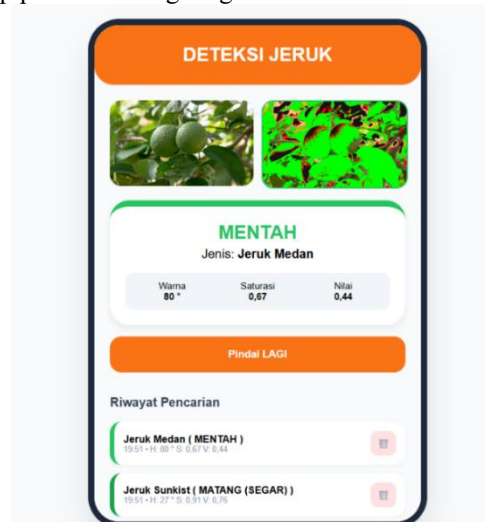 DETEKSI JERUK
MENTAH
Jenis: Jeruk Medan
Warna Saturasi Nilai
80 ° 0,67 0,44
Pindai LAGI
Riwayat Pencarian
Jeruk Medan ( MENTAH )
19:51 • H: 80 ° S: 0,67 V: 0,44
Jeruk Sunkist ( MATANG (SEGAR) )
19:51 • H: 27 ° S: 0.91 V: 0,76